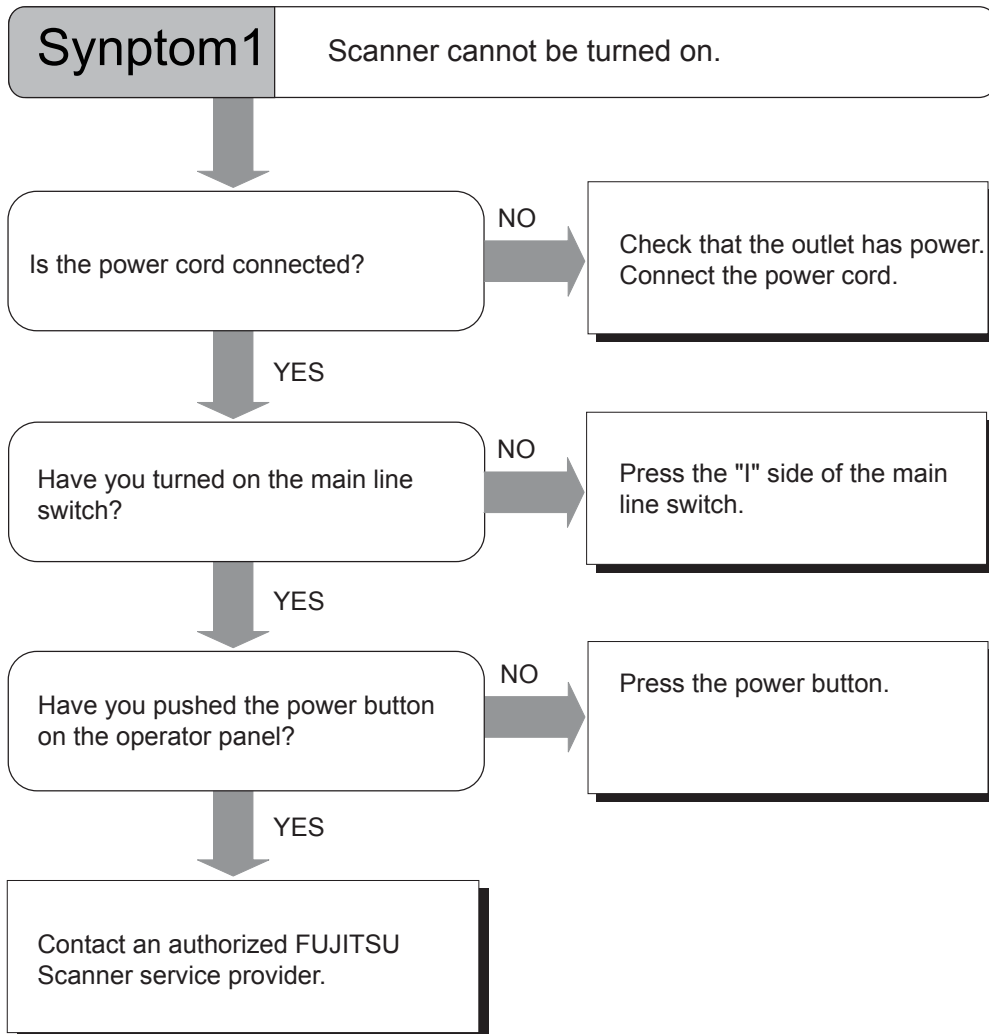 Synptom1
Scanner cannot be turned on.
Is the power cord connected?
NO
Check that the outlet has power.
Connect the power cord.
YES
Have you turned on the main line
switch?
NO
Press the "I" side of the main
line switch.
YES
Have you pushed the power button
on the operator panel?
NO
Press the power button.
YES
Contact an authorized FUJITSU
Scanner service provider.